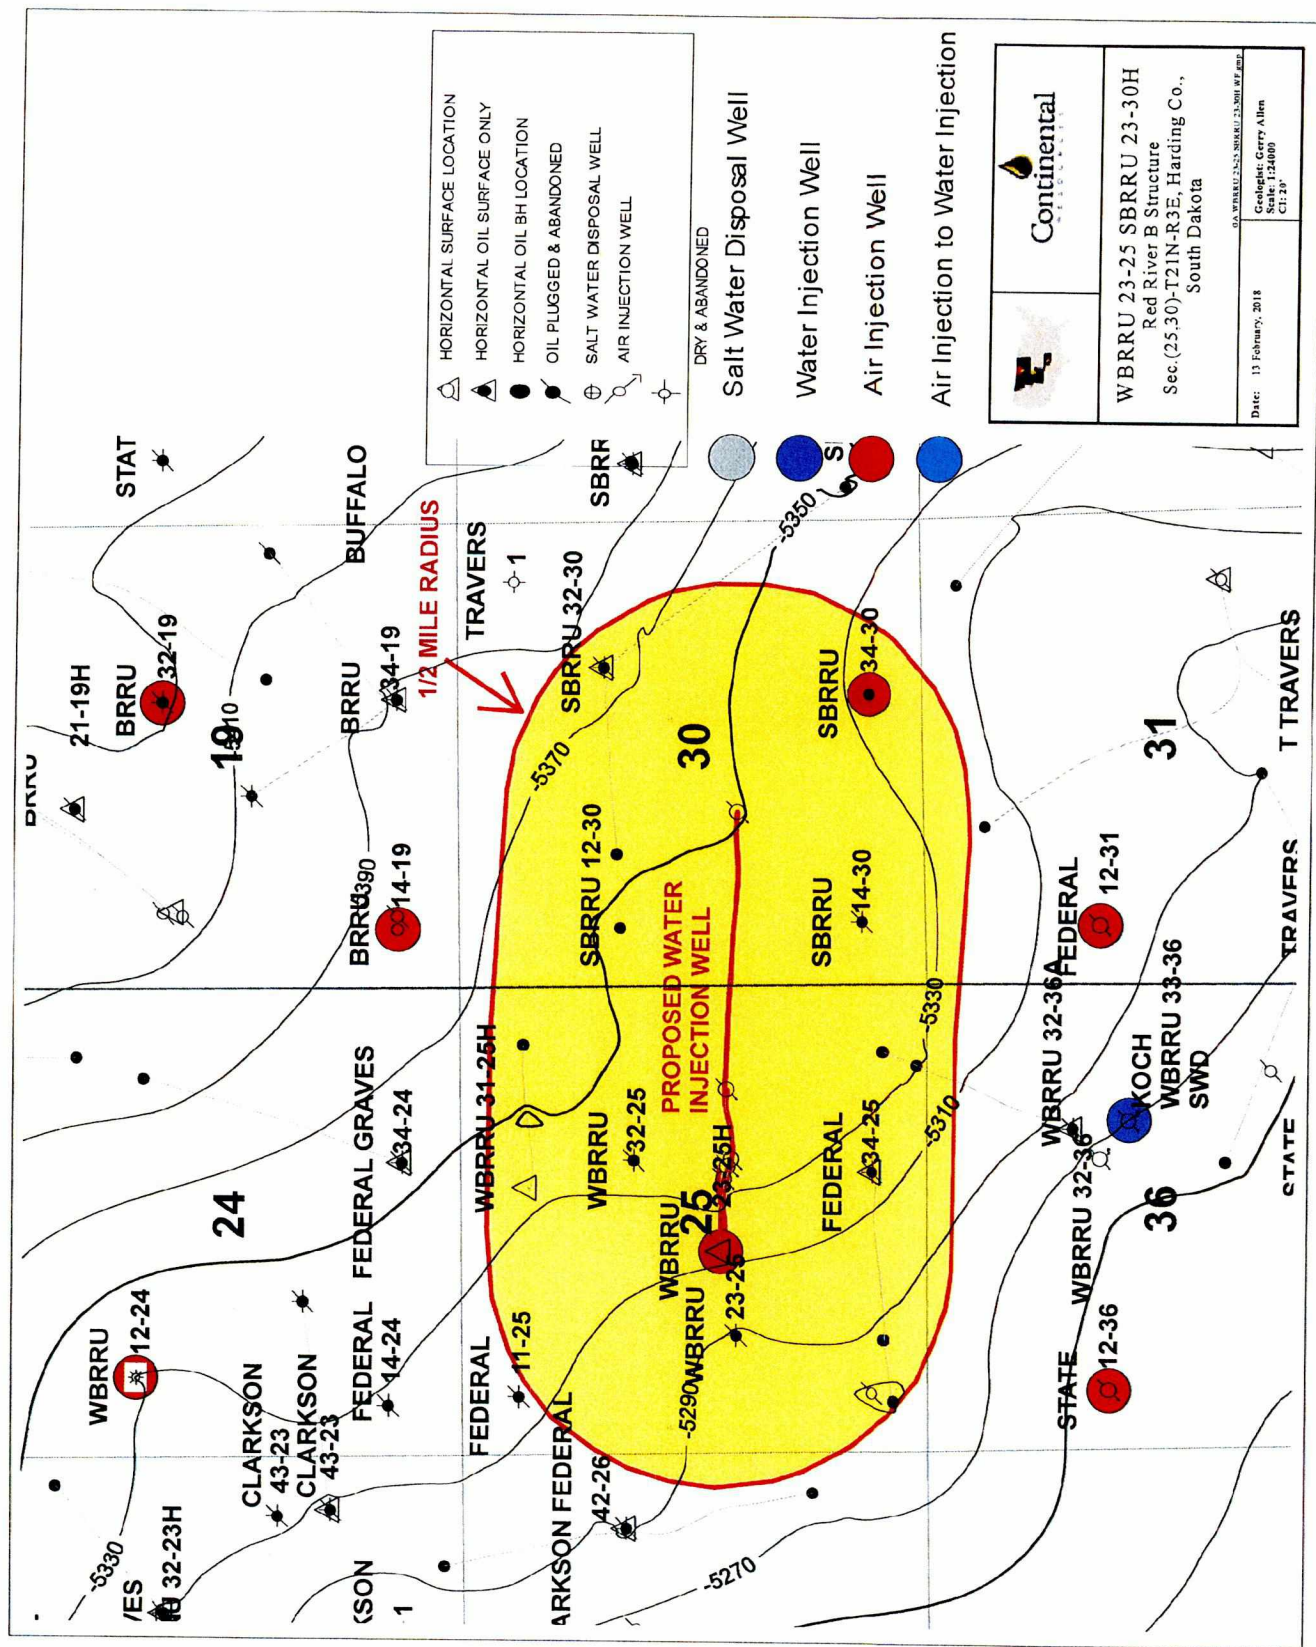 HORIZONTAL SURFACE LOCATION
HORIZONTAL OIL SURFACE ONLY
HORIZONTAL OIL BH LOCATION
OIL PLUGGED & ABANDONED
SALT WATER DISPOSAL WELL
AIR INJECTION WELL
DRY & ABANDONED
Salt Water Disposal Well
Water Injection Well
Air Injection Well
Air Injection to Water Injection
Continental
RESOURCES
WBRRU 23-25 SBRRU 23-30H
Red River B Structure
Sec.(25,30)-T21N-R3E, Harding Co.,
South Dakota
Date: 13 February, 2018
Geologist: Gerry Allen
Scale: 1:24000
CI: 20'
1/2 MILE RADIUS
PROPOSED WATER
INJECTION WELL
WBRRU
12-24
-5330
CLARKSON
43-23
CLARKSON
43-23
32-23H
FEDERAL
14-24
24
FEDERAL GRAVES
34-24
21-19H
BRRU
32-19
19
BRRU
34-19
BRRU
14-19
STAT
BUFFALO
TRAVERS
1
FEDERAL
11-25
ARKSON FEDERAL
42-26
WBRRU 31-25H
WBRRU
32-25
WBRRU
23-25H
25
WBRRU
23-25
-5290
FEDERAL
34-25
-5310
-5270
SBRRU 12-30
SBRRU 32-30
-5370
30
-5350
SBRRU
14-30
SBRRU
34-30
-5330
SBRR
31
FEDERAL
12-31
T TRAVERS
TRAVERS
WBRRU 32-36A
WBRRU 32-36
KOCH
WBRRU 33-36
SWD
36
STATE
12-36
STATE